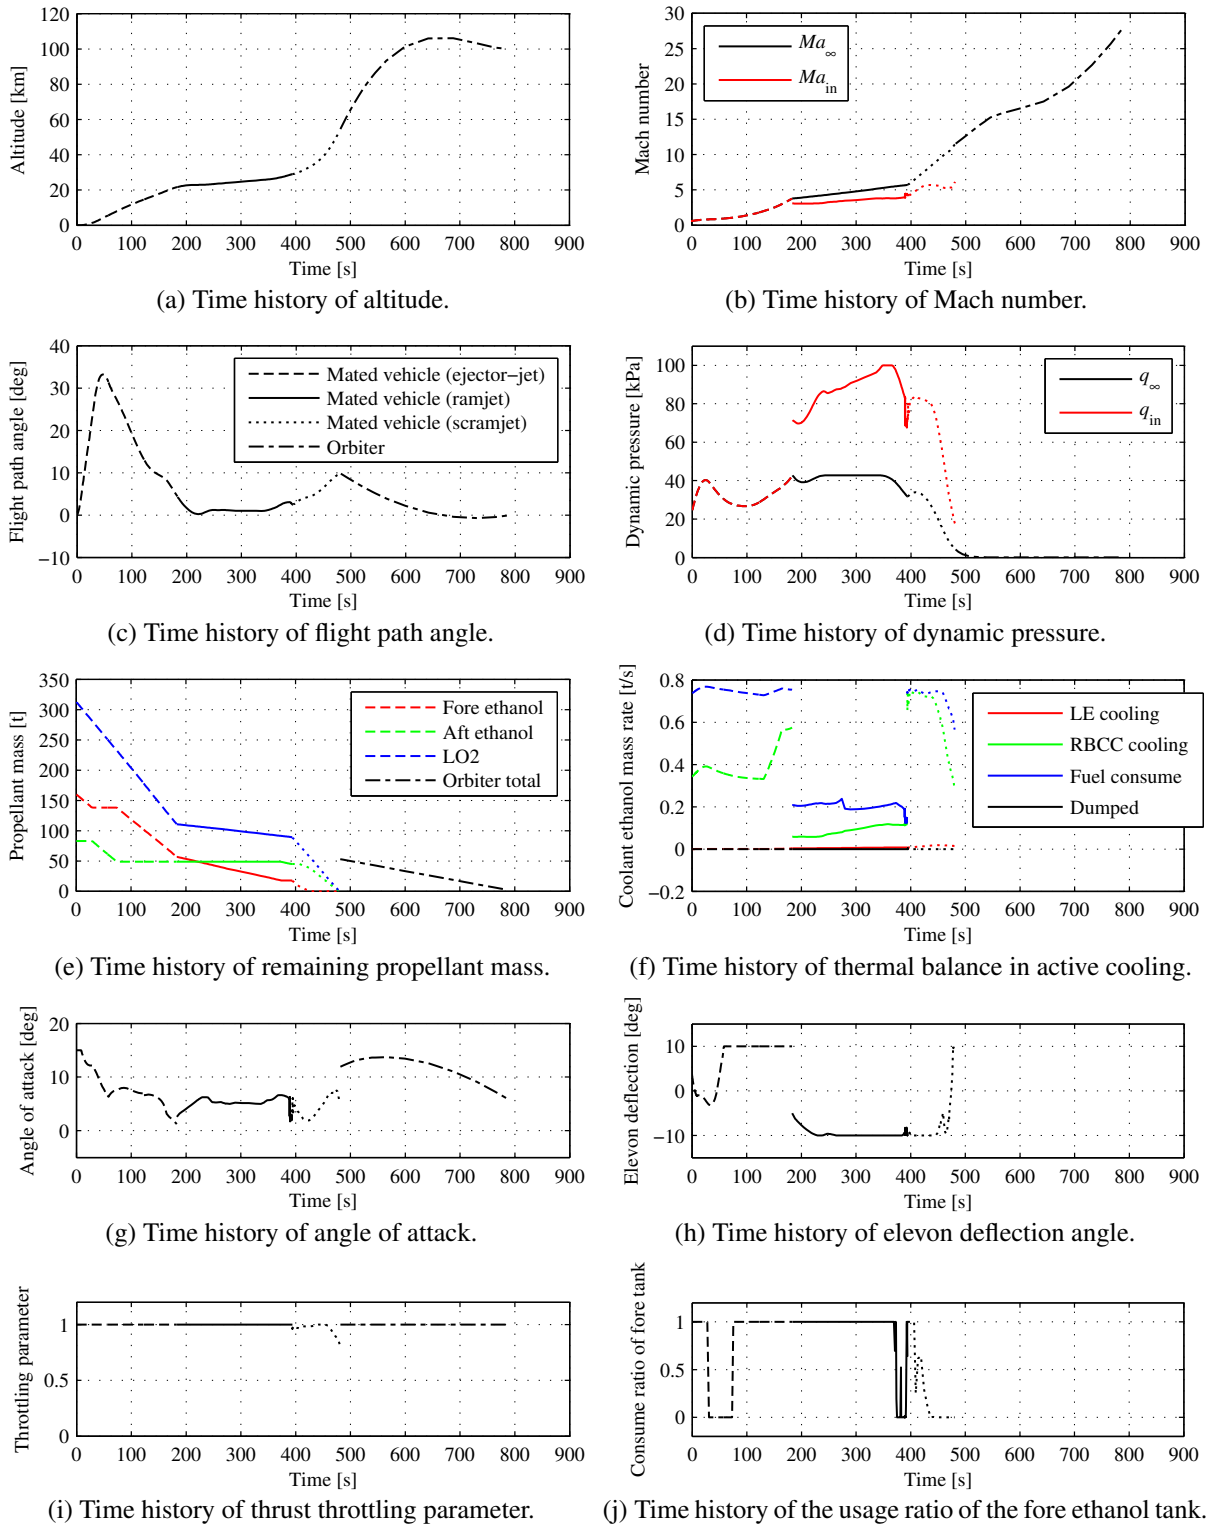 120
100
80
60
40
20
0
0 100 200 300 400 500 600 700 800 900
Altitude [km]
Time [s]
(a) Time history of altitude.
30
25
20
15
10
5
0
0 100 200 300 400 500 600 700 800 900
Mach number
Ma∞
Ma in
Time [s]
(b) Time history of Mach number.
40
30
20
10
0
−10
0 100 200 300 400 500 600 700 800 900
Flight path angle [deg]
Mated vehicle (ejector−jet)
Mated vehicle (ramjet)
Mated vehicle (scramjet)
Orbiter
Time [s]
(c) Time history of flight path angle.
100
80
60
40
20
0
0 100 200 300 400 500 600 700 800 900
Dynamic pressure [kPa]
q∞
q in
Time [s]
(d) Time history of dynamic pressure.
350
300
250
200
150
100
50
0
0 100 200 300 400 500 600 700 800 900
Propellant mass [t]
Fore ethanol
Aft ethanol
LO2
Orbiter total
Time [s]
(e) Time history of remaining propellant mass.
0.8
0.6
0.4
0.2
0
−0.2
0 100 200 300 400 500 600 700 800 900
Coolant ethanol mass rate [t/s]
LE cooling
RBCC cooling
Fuel consume
Dumped
Time [s]
(f) Time history of thermal balance in active cooling.
20
10
0
0 100 200 300 400 500 600 700 800 900
Angle of attack [deg]
Time [s]
(g) Time history of angle of attack.
10
0
−10
0 100 200 300 400 500 600 700 800 900
Elevon deflection [deg]
Time [s]
(h) Time history of elevon deflection angle.
1
0.5
0
0 100 200 300 400 500 600 700 800 900
Throttling parameter
Time [s]
(i) Time history of thrust throttling parameter.
1
0.5
0
0 100 200 300 400 500 600 700 800 900
Consume ratio of fore tank
Time [s]
(j) Time history of the usage ratio of the fore ethanol tank.